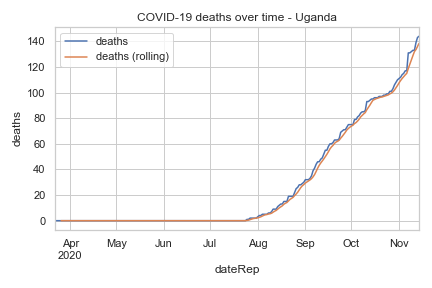 COVID-19 deaths over time - Uganda
deaths
deaths (rolling)
140
120
100
80
60
40
20
0
deaths
Apr May Jun Jul Aug Sep Oct Nov
2020
dateRep